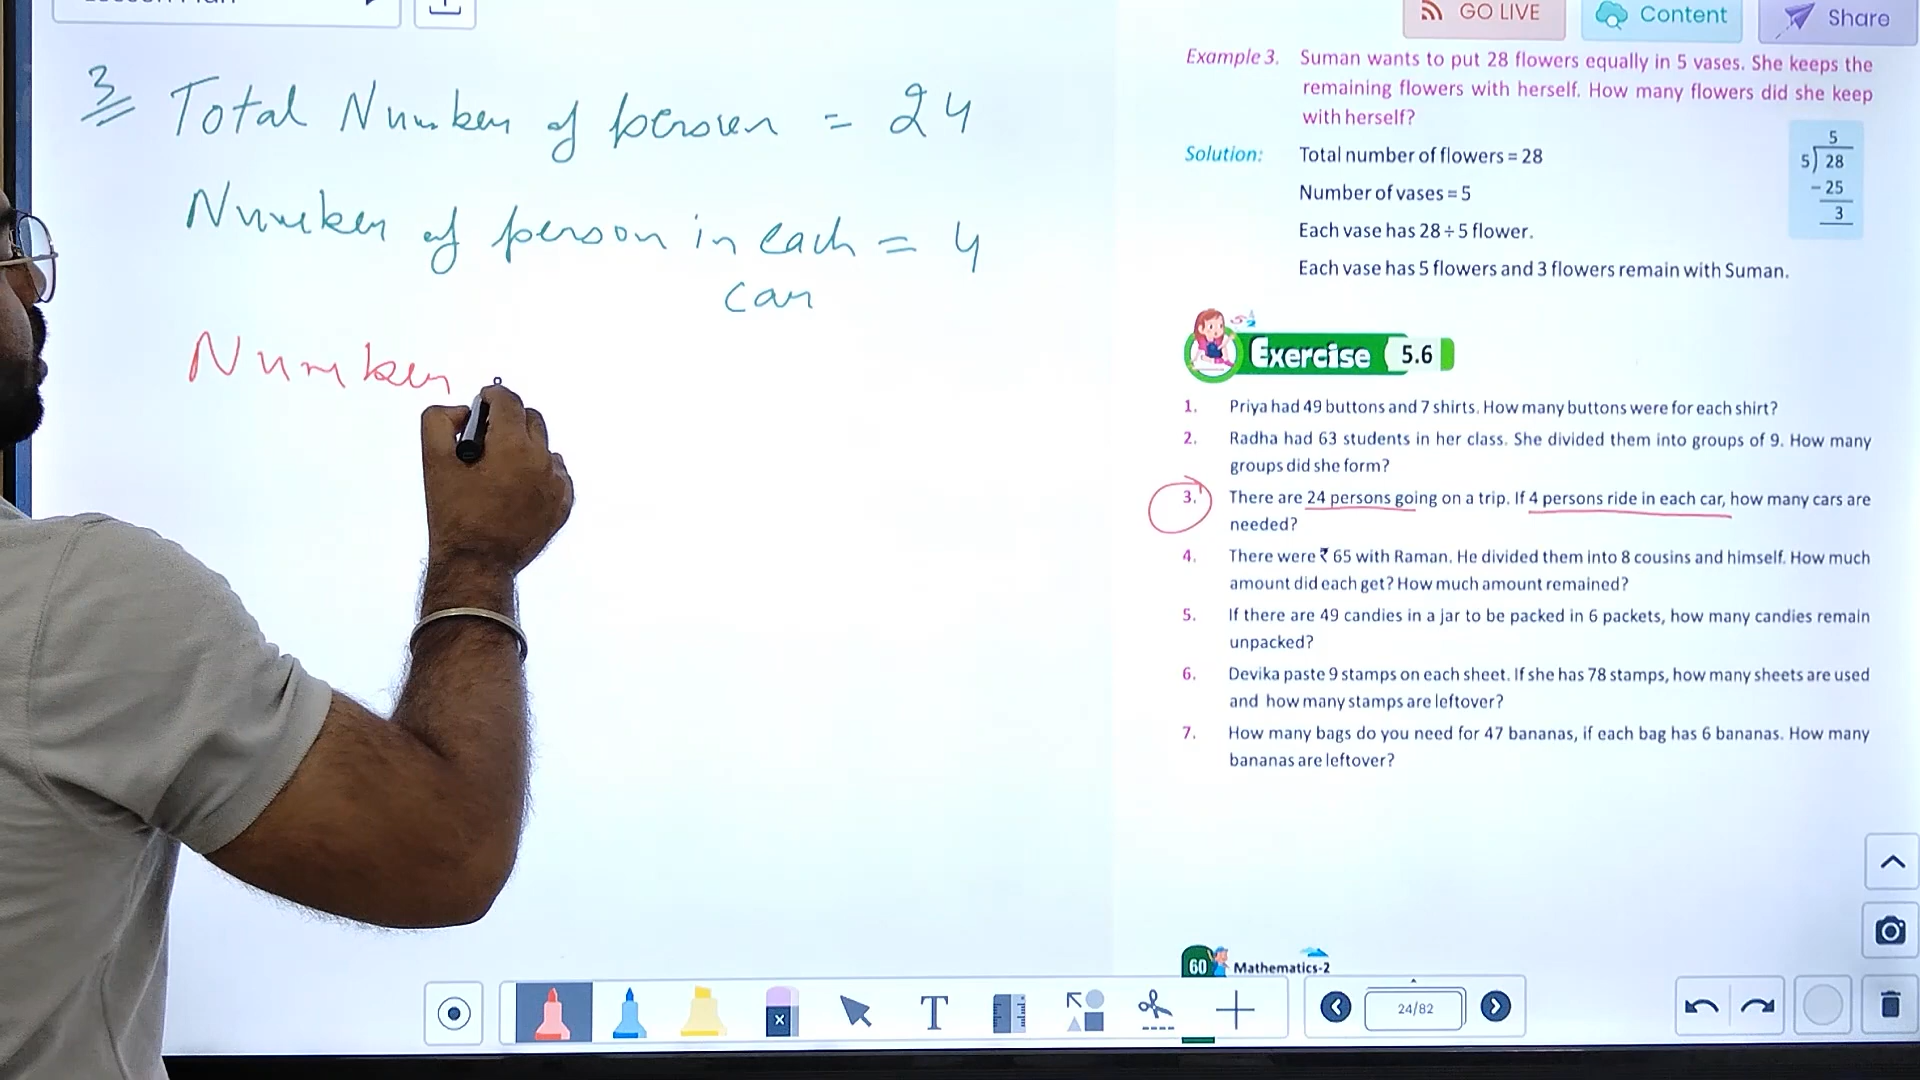 GO LIVE
Content
Share
3 Total Number of person = 24
Number of person in each = 4
car
Number
Example 3. Suman wants to put 28 flowers equally in 5 vases. She keeps the
remaining flowers with herself. How many flowers did she keep
with herself?
Solution: Total number of flowers = 28
Number of vases = 5
Each vase has 28 ÷ 5 flower.
Each vase has 5 flowers and 3 flowers remain with Suman.
5
5) 28
- 25
3
Exercise 5.6
1. Priya had 49 buttons and 7 shirts. How many buttons were for each shirt?
2. Radha had 63 students in her class. She divided them into groups of 9. How many
groups did she form?
3. There are 24 persons going on a trip. If 4 persons ride in each car, how many cars are
needed?
4. There were ₹ 65 with Raman. He divided them into 8 cousins and himself. How much
amount did each get? How much amount remained?
5. If there are 49 candies in a jar to be packed in 6 packets, how many candies remain
unpacked?
6. Devika paste 9 stamps on each sheet. If she has 78 stamps, how many sheets are used
and how many stamps are leftover?
7. How many bags do you need for 47 bananas, if each bag has 6 bananas. How many
bananas are leftover?
60 Mathematics-2
T
24/82